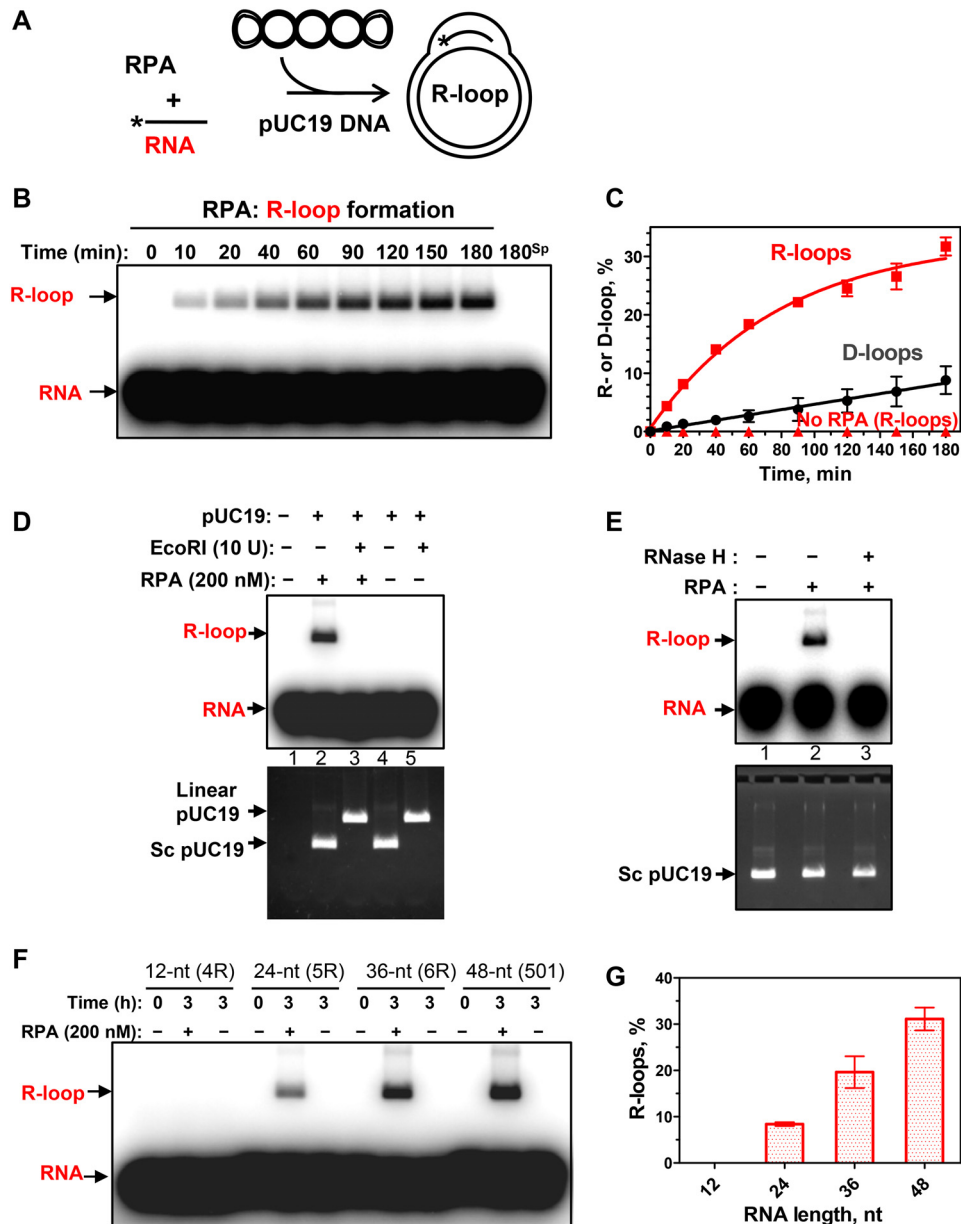 A
RPA
+
*
RNA
pUC19 DNA
*
R-loop
B
RPA: R-loop formation
Time (min): 0 10 20 40 60 90 120 150 180 180Sp
R-loop
RNA
C
R- or D-loop, %
30
20
10
0
R-loops
D-loops
No RPA (R-loops)
0 20 40 60 80 100 120 140 160 180
Time, min
D
pUC19: – + + + +
EcoRI (10 U): – – + – +
RPA (200 nM): – + + – –
R-loop
RNA
1 2 3 4 5
Linear
pUC19
Sc pUC19
E
RNase H : – – +
RPA : – + +
R-loop
RNA
1 2 3
Sc pUC19
F
12-nt (4R) 24-nt (5R) 36-nt (6R) 48-nt (501)
Time (h): 0 3 3 0 3 3 0 3 3 0 3 3
RPA (200 nM): – + – – + – – + – – + –
R-loop
RNA
G
R-loops, %
40
30
20
10
0
12 24 36 48
RNA length, nt